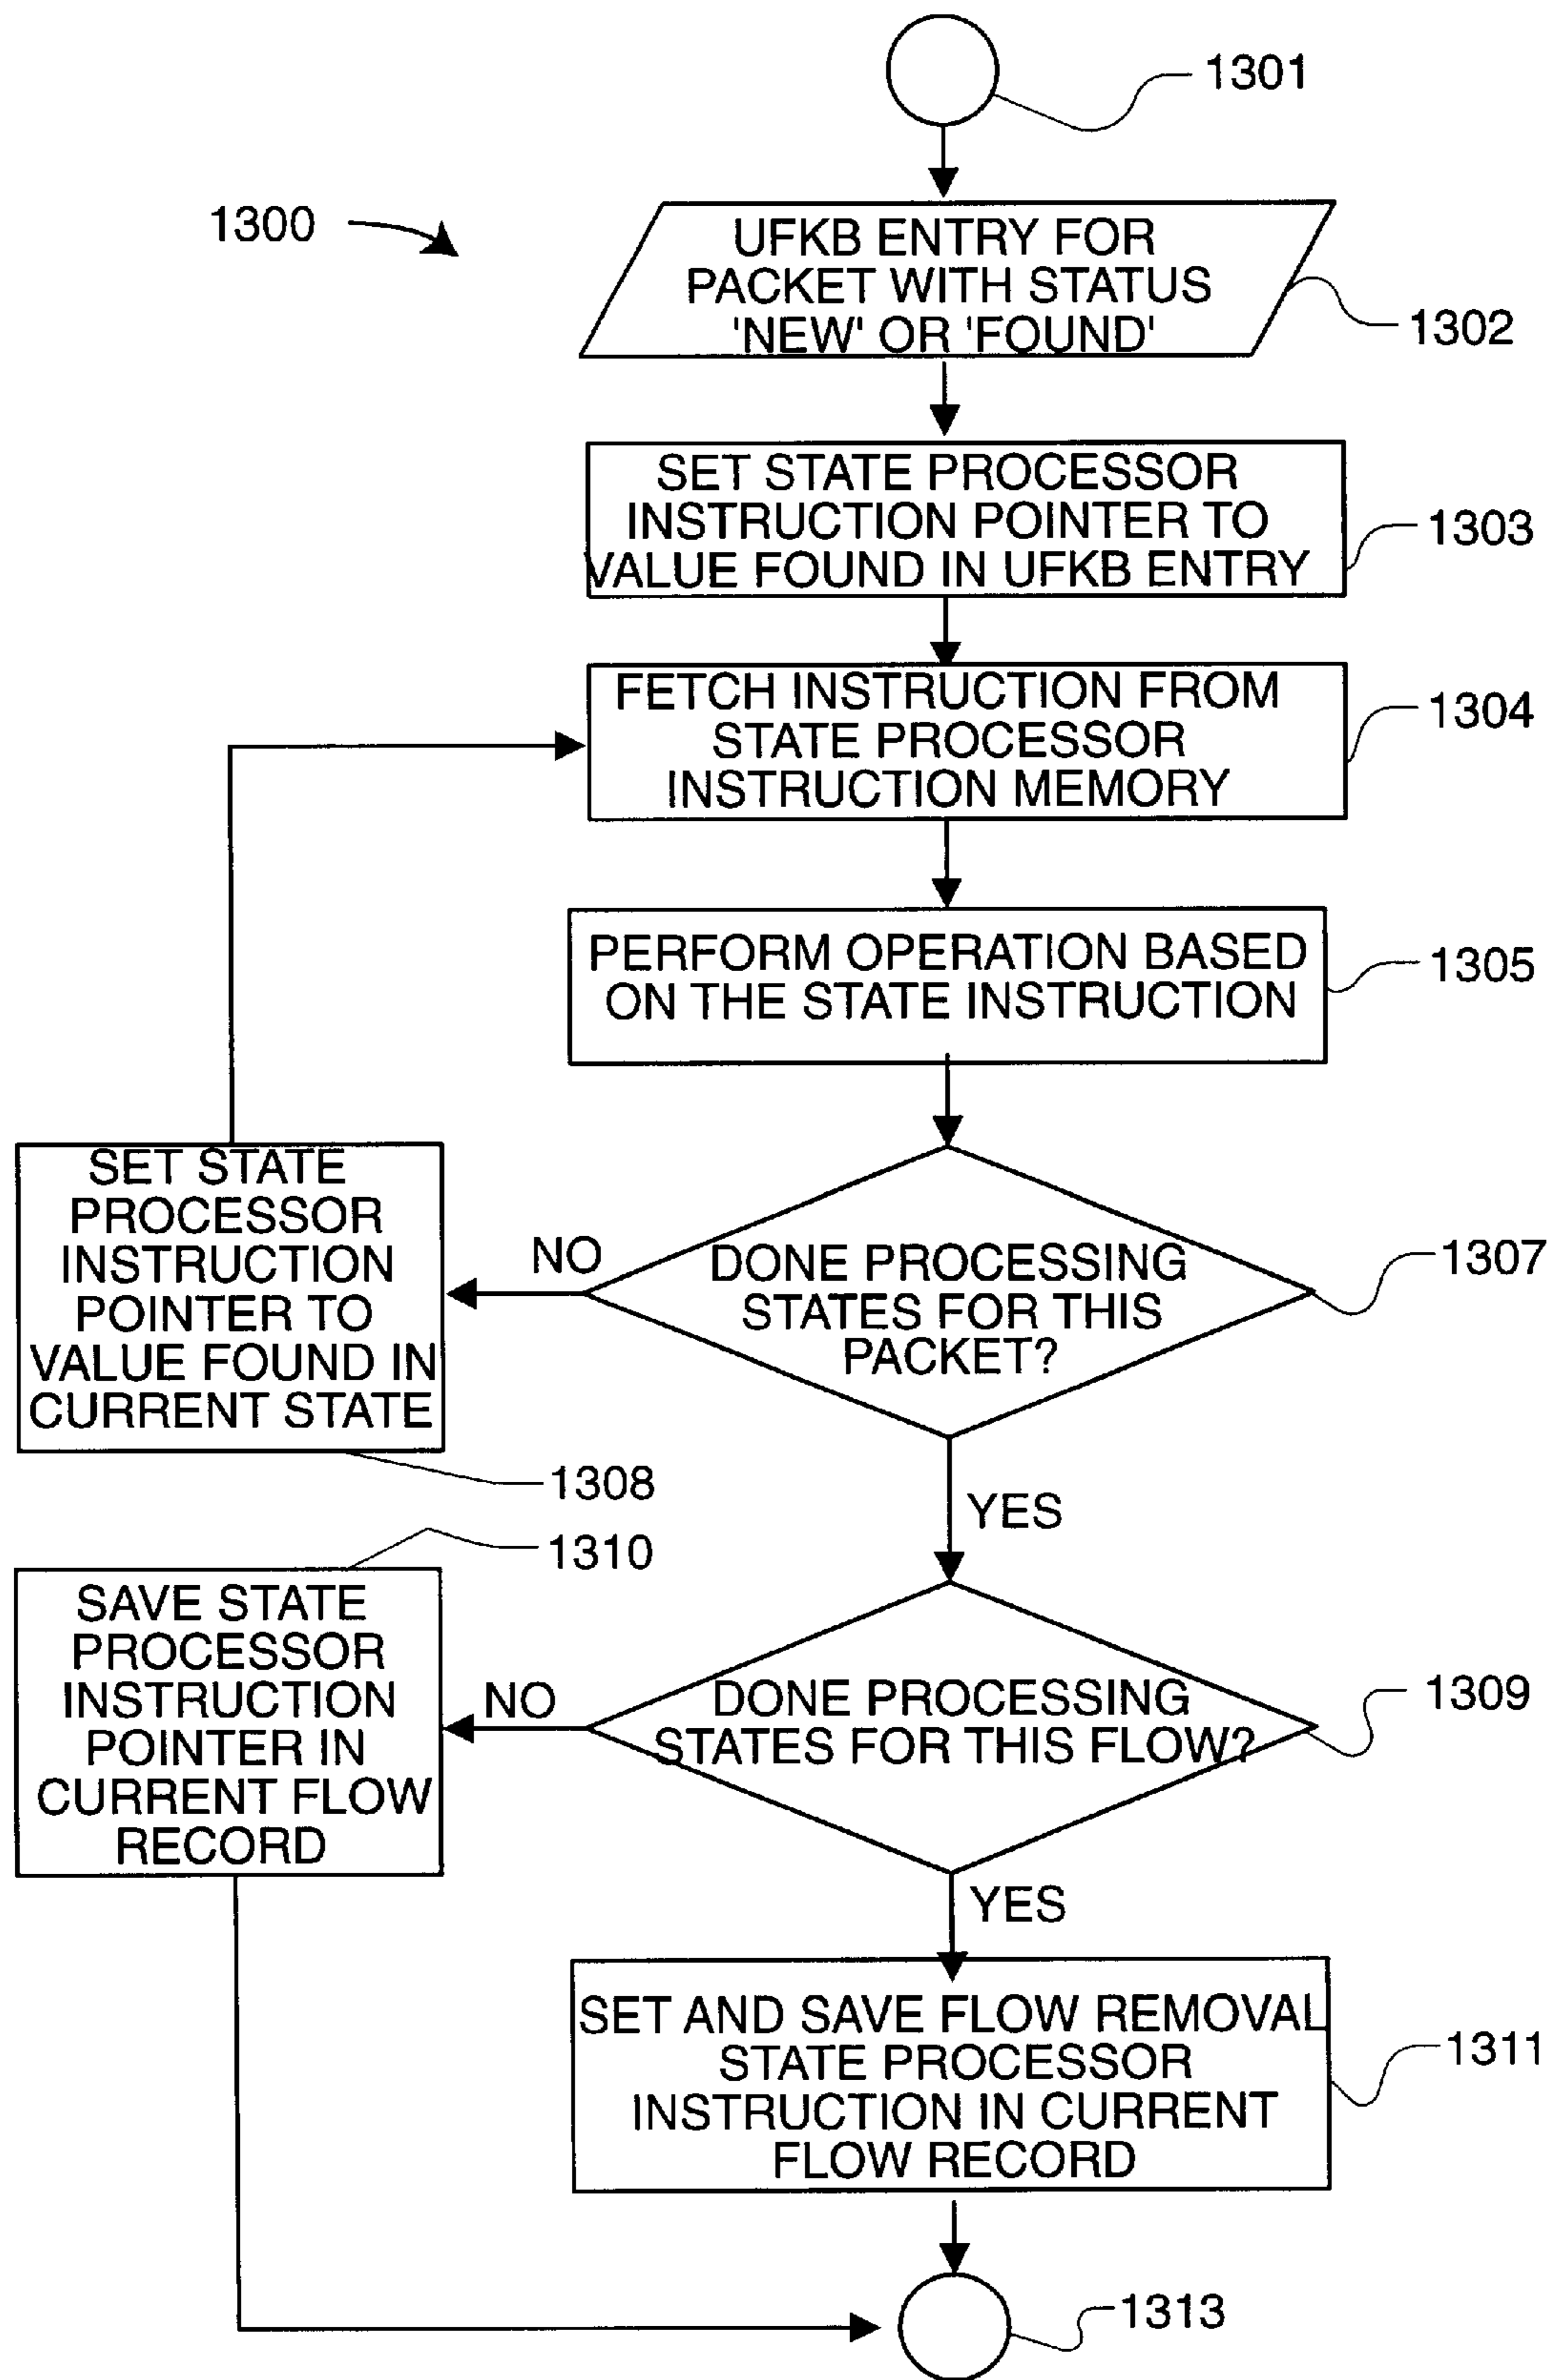 1301
1300
UFKB ENTRY FOR
PACKET WITH STATUS
'NEW' OR 'FOUND'
1302
SET STATE PROCESSOR
INSTRUCTION POINTER TO
VALUE FOUND IN UFKB ENTRY
1303
FETCH INSTRUCTION FROM
STATE PROCESSOR
INSTRUCTION MEMORY
1304
PERFORM OPERATION BASED
ON THE STATE INSTRUCTION
1305
DONE PROCESSING
STATES FOR THIS
PACKET?
1307
NO
SET STATE
PROCESSOR
INSTRUCTION
POINTER TO
VALUE FOUND IN
CURRENT STATE
1308
YES
DONE PROCESSING
STATES FOR THIS FLOW?
1309
NO
1310
SAVE STATE
PROCESSOR
INSTRUCTION
POINTER IN
CURRENT FLOW
RECORD
YES
SET AND SAVE FLOW REMOVAL
STATE PROCESSOR
INSTRUCTION IN CURRENT
FLOW RECORD
1311
1313